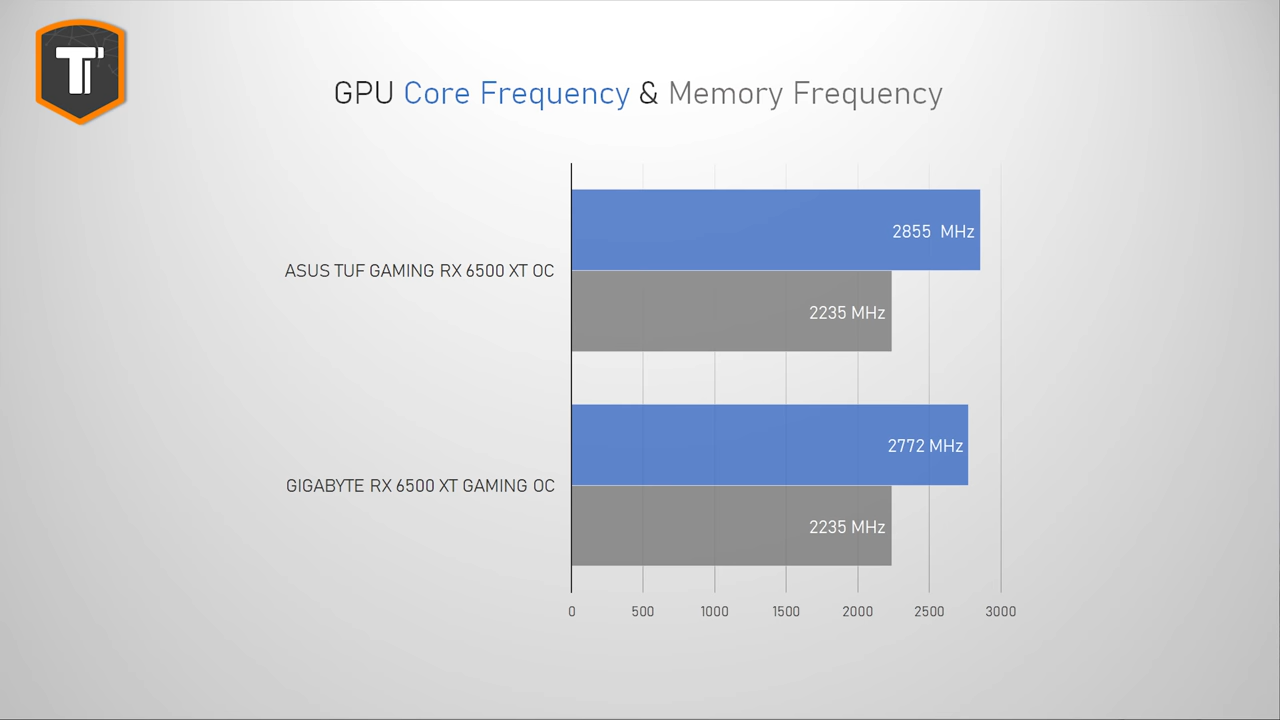 GPU Core Frequency & Memory Frequency
2855 MHz
ASUS TUF GAMING RX 6500 XT OC
2235 MHz
2772 MHz
GIGABYTE RX 6500 XT GAMING OC
2235 MHz
0 500 1000 1500 2000 2500 3000